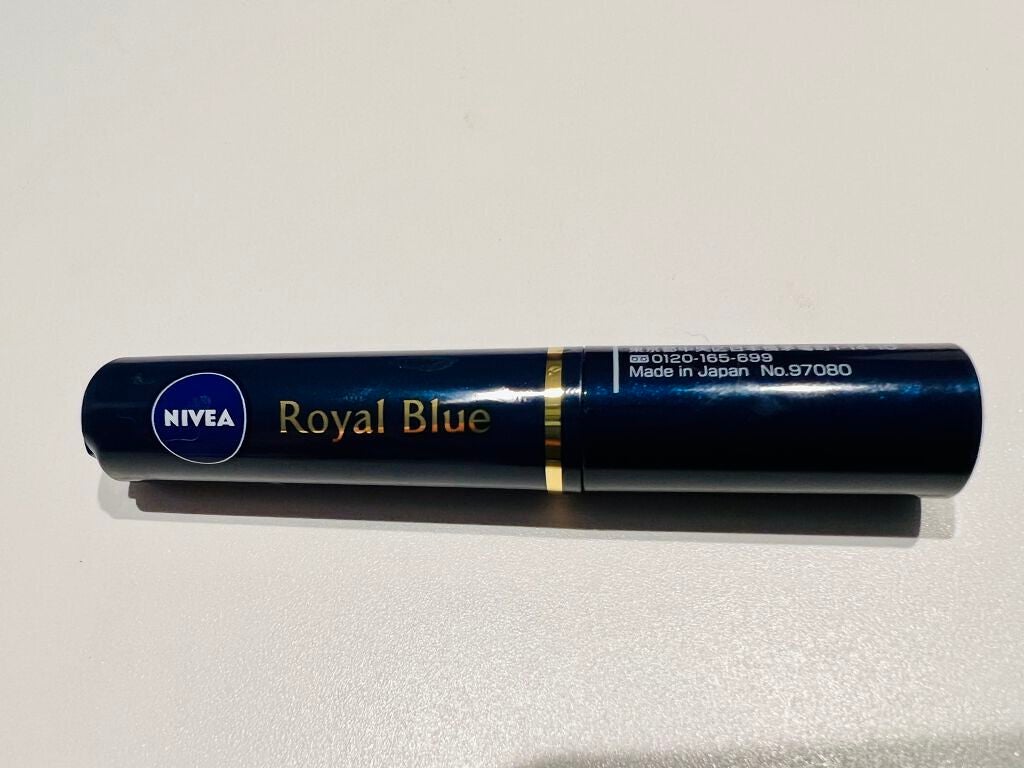 NIVEA
Royal Blue
0120-165-699
Made in Japan No.97080